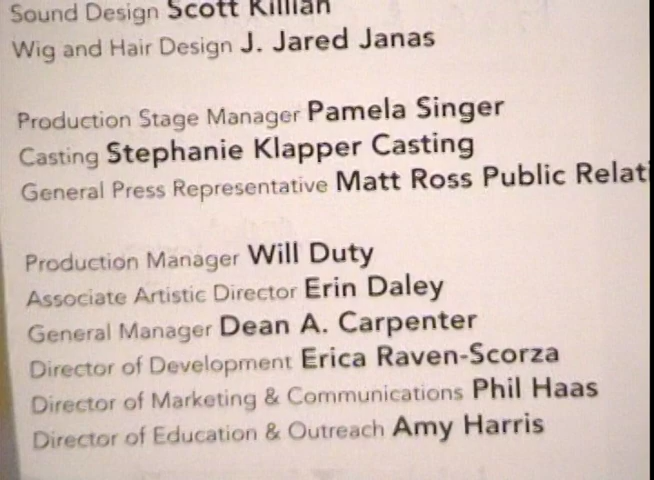 Sound Design Scott Killian
Wig and Hair Design J. Jared Janas
Production Stage Manager Pamela Singer
Casting Stephanie Klapper Casting
General Press Representative Matt Ross Public Relati
Production Manager Will Duty
Associate Artistic Director Erin Daley
General Manager Dean A. Carpenter
Director of Development Erica Raven-Scorza
Director of Marketing & Communications Phil Haas
Director of Education & Outreach Amy Harris